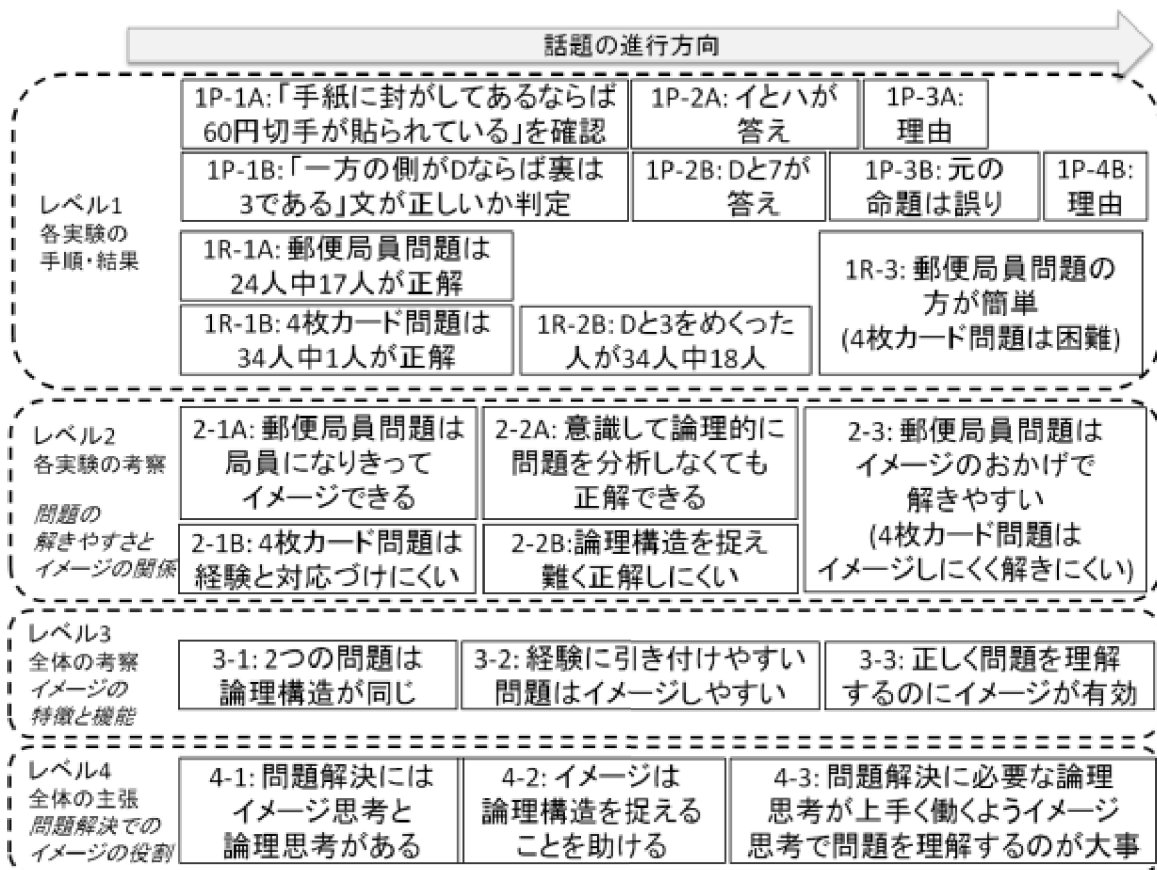 話題の進行方向
レベル1
各実験の
手順・結果
1P-1A:「手紙に封がしてあるならば
60円切手が貼られている」を確認
1P-2A: イとハが
答え
1P-3A:
理由
1P-1B:「一方の側がDならば裏は
3である」文が正しいか判定
1P-2B: Dと7が
答え
1P-3B: 元の
命題は誤り
1P-4B:
理由
1R-1A: 郵便局員問題は
24人中17人が正解
1R-1B: 4枚カード問題は
34人中1人が正解
1R-2B: Dと3をめくった
人が34人中18人
1R-3: 郵便局員問題の
方が簡単
(4枚カード問題は困難)
レベル2
各実験の考察
問題の
解きやすさと
イメージの関係
2-1A: 郵便局員問題は
局員になりきって
イメージできる
2-2A: 意識して論理的に
問題を分析しなくても
正解できる
2-1B: 4枚カード問題は
経験と対応づけにくい
2-2B:論理構造を捉え
難く正解しにくい
2-3: 郵便局員問題は
イメージのおかげで
解きやすい
(4枚カード問題は
イメージしにくく解きにくい)
レベル3
全体の考察
イメージの
特徴と機能
3-1: 2つの問題は
論理構造が同じ
3-2: 経験に引き付けやすい
問題はイメージしやすい
3-3: 正しく問題を理解
するのにイメージが有効
レベル4
全体の主張
問題解決での
イメージの役割
4-1: 問題解決には
イメージ思考と
論理思考がある
4-2: イメージは
論理構造を捉える
ことを助ける
4-3: 問題解決に必要な論理
思考が上手く働くようイメージ
思考で問題を理解するのが大事